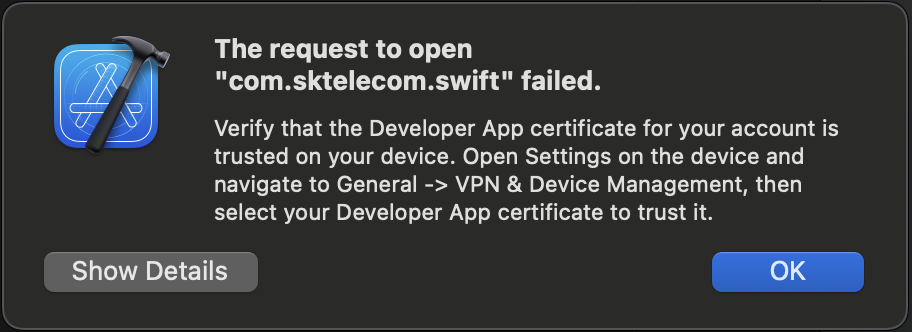 The request to open
"com.sktelecom.swift" failed.
Verify that the Developer App certificate for your account is
trusted on your device. Open Settings on the device and
navigate to General -> VPN & Device Management, then
select your Developer App certificate to trust it.
Show Details
OK